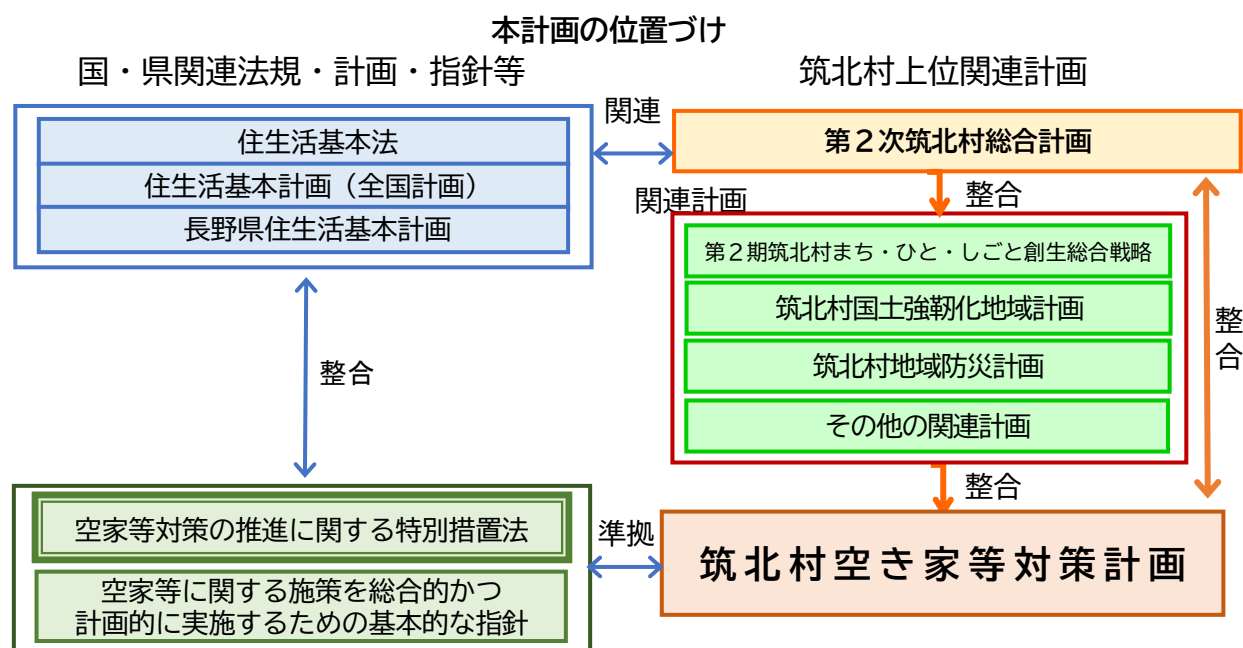 本計画の位置づけ
国・県関連法規・計画・指針等
筑北村上位関連計画
住生活基本法
住生活基本計画（全国計画）
長野県住生活基本計画
関連
第２次筑北村総合計画
整合
関連計画
第２期筑北村まち・ひと・しごと創生総合戦略
筑北村国土強靭化地域計画
筑北村地域防災計画
その他の関連計画
整合
整合
整合
空家等対策の推進に関する特別措置法
空家等に関する施策を総合的かつ
計画的に実施するための基本的な指針
準拠
筑北村空き家等対策計画